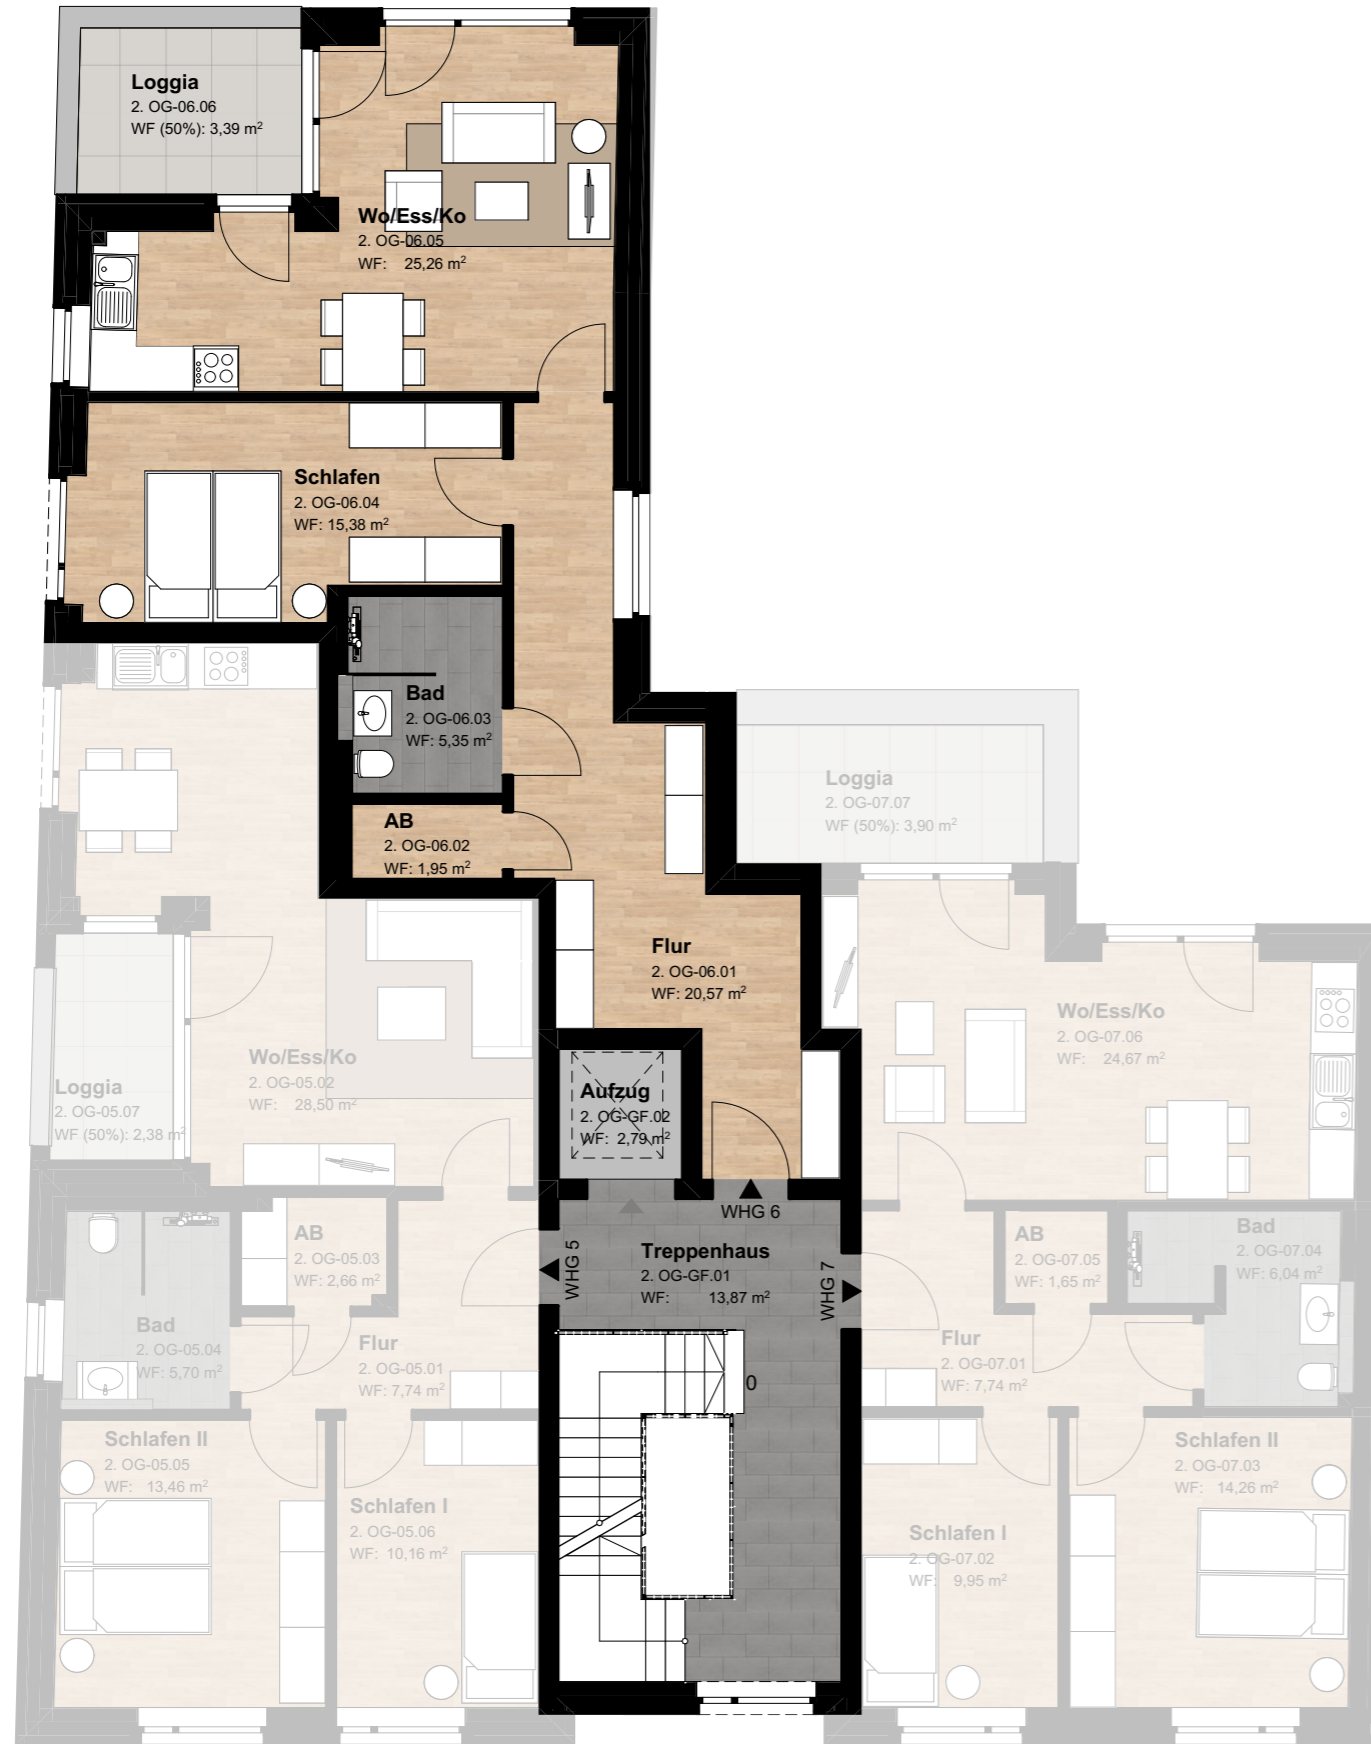 Loggia
2. OG-06.06
WF (50%): 3,39 m²
Wo/Ess/Ko
2. OG-06.05
WF: 25,26 m²
Schlafen
2. OG-06.04
WF: 15,38 m²
Bad
2. OG-06.03
WF: 5,35 m²
AB
2. OG-06.02
WF: 1,95 m²
Flur
2. OG-06.01
WF: 20,57 m²
Loggia
2. OG-07.07
WF (50%): 3,90 m²
Wo/Ess/Ko
2. OG-07.06
WF: 24,67 m²
Wo/Ess/Ko
2. OG-05.02
WF: 28,50 m²
Loggia
2. OG-05.07
WF (50%): 2,38 m²
Aufzug
2. OG-GF.02
WF: 2,79 m²
WHG 6
WHG 5
WHG 7
Treppenhaus
2. OG-GF.01
WF: 13,87 m²
0
AB
2. OG-05.03
WF: 2,66 m²
Bad
2. OG-05.04
WF: 5,70 m²
Flur
2. OG-05.01
WF: 7,74 m²
AB
2. OG-07.05
WF: 1,65 m²
Bad
2. OG-07.04
WF: 6,04 m²
Flur
2. OG-07.01
WF: 7,74 m²
Schlafen II
2. OG-05.05
WF: 13,46 m²
Schlafen I
2. OG-05.06
WF: 10,16 m²
Schlafen I
2. OG-07.02
WF: 9,95 m²
Schlafen II
2. OG-07.03
WF: 14,26 m²